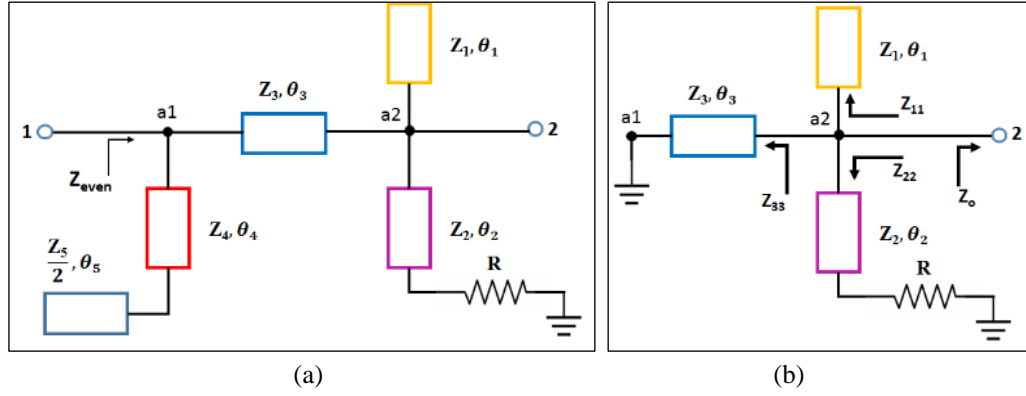 Z₁, θ₁
Z₃, θ₃
a1
a2
1
2
Zeven
Z₄, θ₄
Z₂, θ₂
Z₅/2, θ₅
R
(a)
Z₁, θ₁
Z₃, θ₃
Z₁₁
a1
a2
2
Z₂₂
Z₃₃
Zₒ
Z₂, θ₂
R
(b)